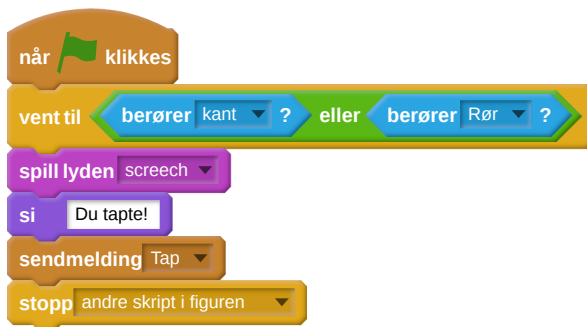 når klikkes
vent til berører kant ? eller berører Rør ?
spill lyden screech
si Du tapte!
sendmelding Tap
stopp andre skript i figuren